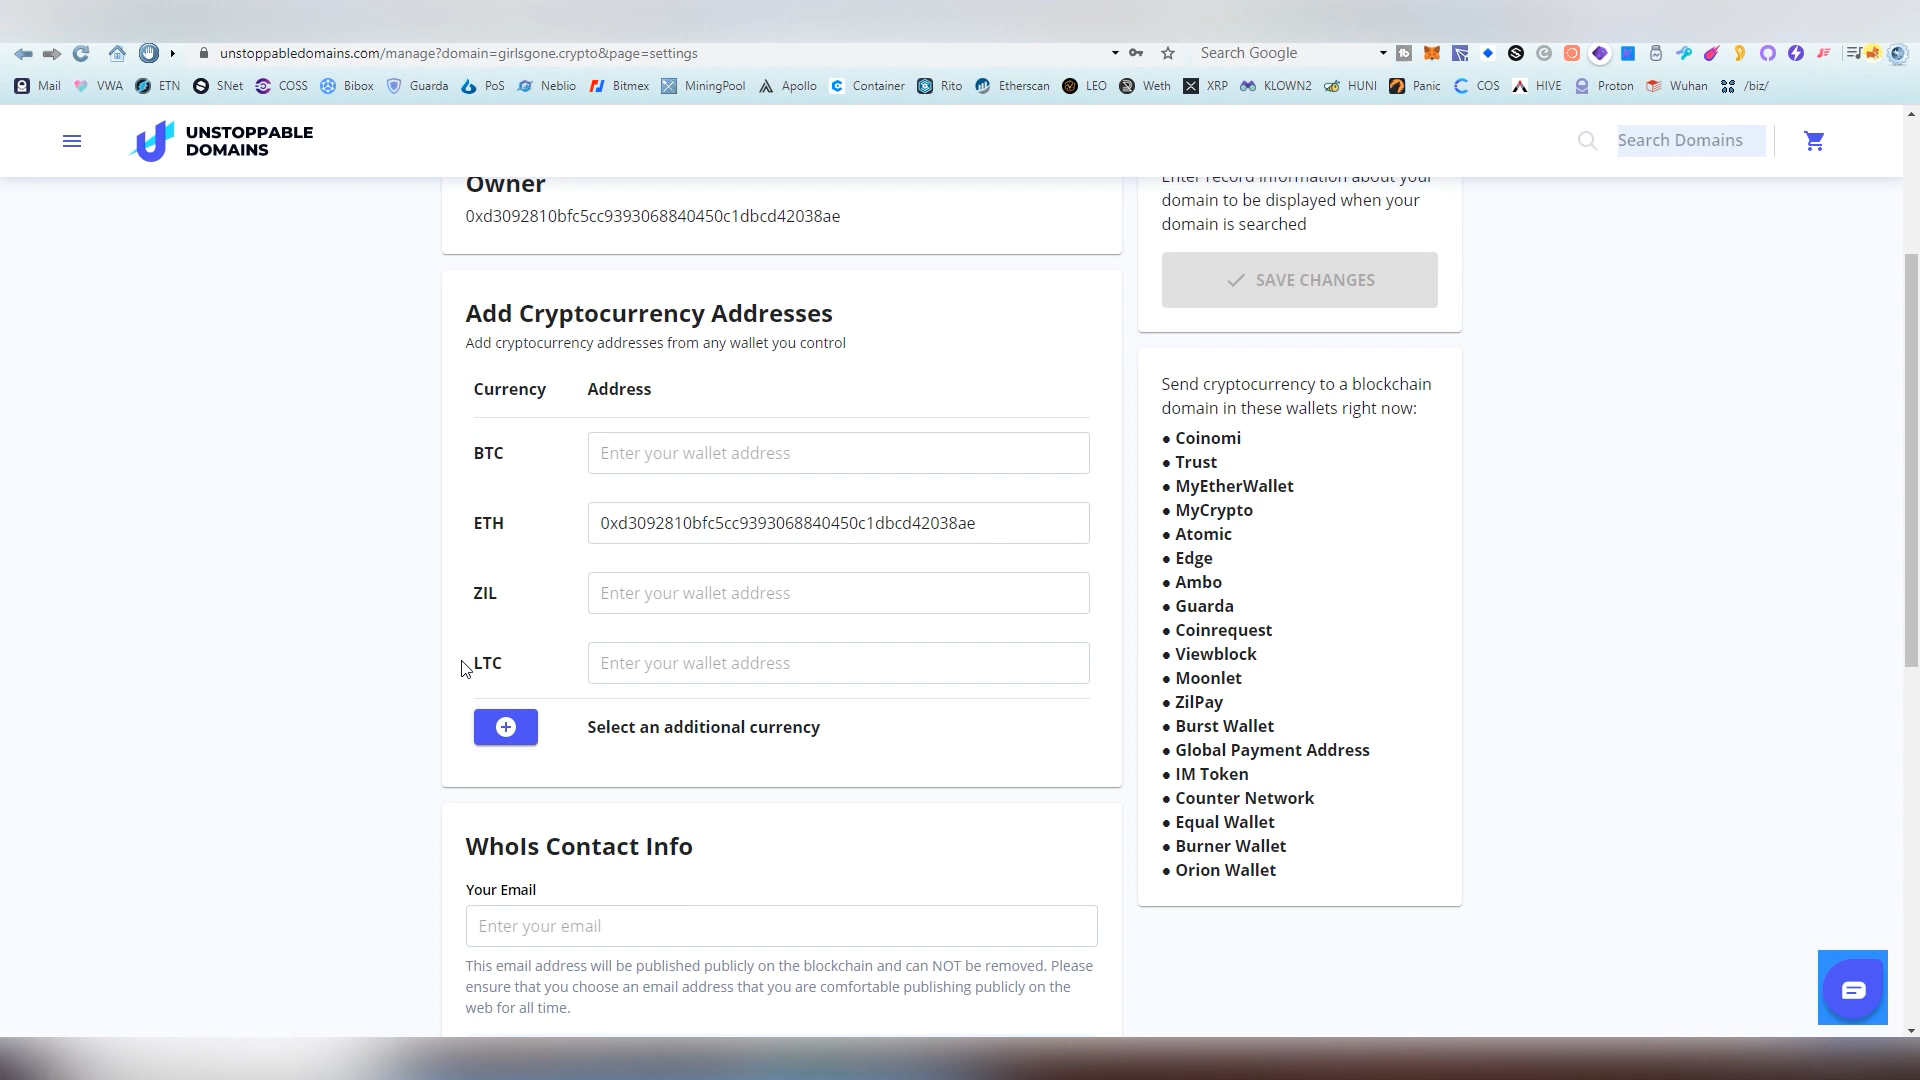 unstoppabledomains.com/manage?domain=girlsgone.crypto&page=settings
Search Google
Mail VWA ETN SNet COSS Bibox Guarda PoS Neblio Bitmex MiningPool Apollo Container Rito Etherscan LEO Weth XRP KLOWN2 HUNI Panic COS HIVE Proton Wuhan /biz/
UNSTOPPABLE
DOMAINS
Search Domains
Owner
0xd3092810bfc5cc9393068840450c1dbcd42038ae
Add Cryptocurrency Addresses
Add cryptocurrency addresses from any wallet you control
Currency Address
BTC Enter your wallet address
ETH 0xd3092810bfc5cc9393068840450c1dbcd42038ae
ZIL Enter your wallet address
LTC Enter your wallet address
Select an additional currency
WhoIs Contact Info
Your Email
Enter your email
This email address will be published publicly on the blockchain and can NOT be removed. Please
ensure that you choose an email address that you are comfortable publishing publicly on the
web for all time.
Enter record information about your
domain to be displayed when your
domain is searched
SAVE CHANGES
Send cryptocurrency to a blockchain
domain in these wallets right now:
● Coinomi
● Trust
● MyEtherWallet
● MyCrypto
● Atomic
● Edge
● Ambo
● Guarda
● Coinrequest
● Viewblock
● Moonlet
● ZilPay
● Burst Wallet
● Global Payment Address
● IM Token
● Counter Network
● Equal Wallet
● Burner Wallet
● Orion Wallet